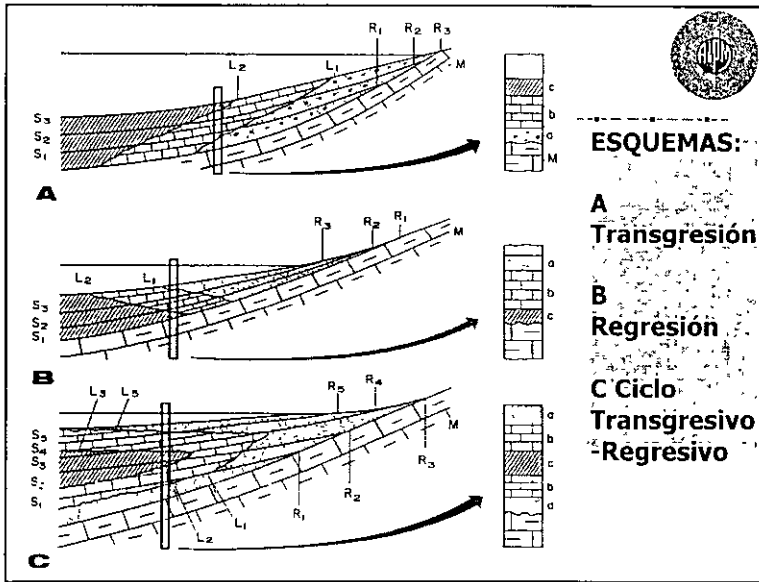 R1 R2 R3
L2 L1 M
S3
S2
S1
c
b
a
M
A
R3 R2 R1
L2 L1 M
S3
S2
S1
a
b
c
B
L3 L5 R5 R4
M
S5
S4
S3
S2
S1
R3
R2
R1
L2 L1
a
b
c
b
a
C
ESQUEMAS:
A
Transgresión
B
Regresión
C Ciclo
Transgresivo
-Regresivo